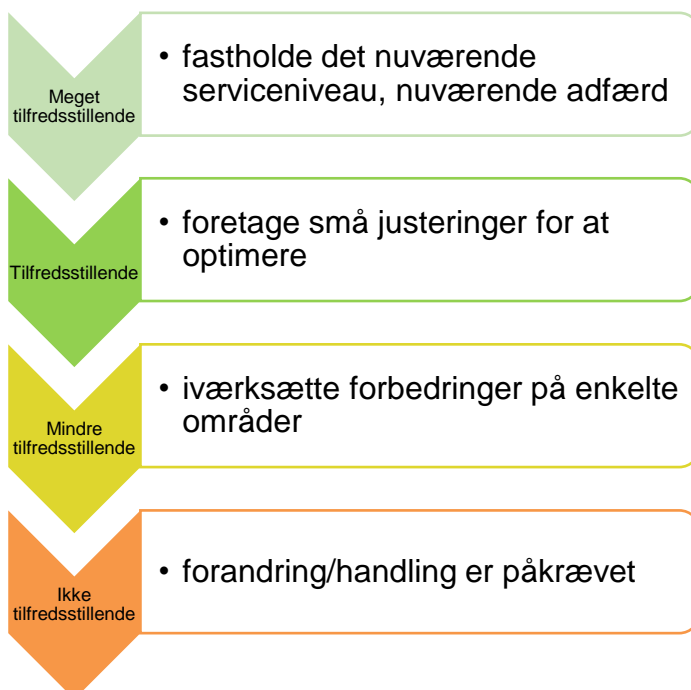 Meget
tilfredsstillende
• fastholde det nuværende
serviceniveau, nuværende adfærd
Tilfredsstillende
• foretage små justeringer for at
optimere
Mindre
tilfredsstillende
• iværksætte forbedringer på enkelte
områder
Ikke
tilfredsstillende
• forandring/handling er påkrævet